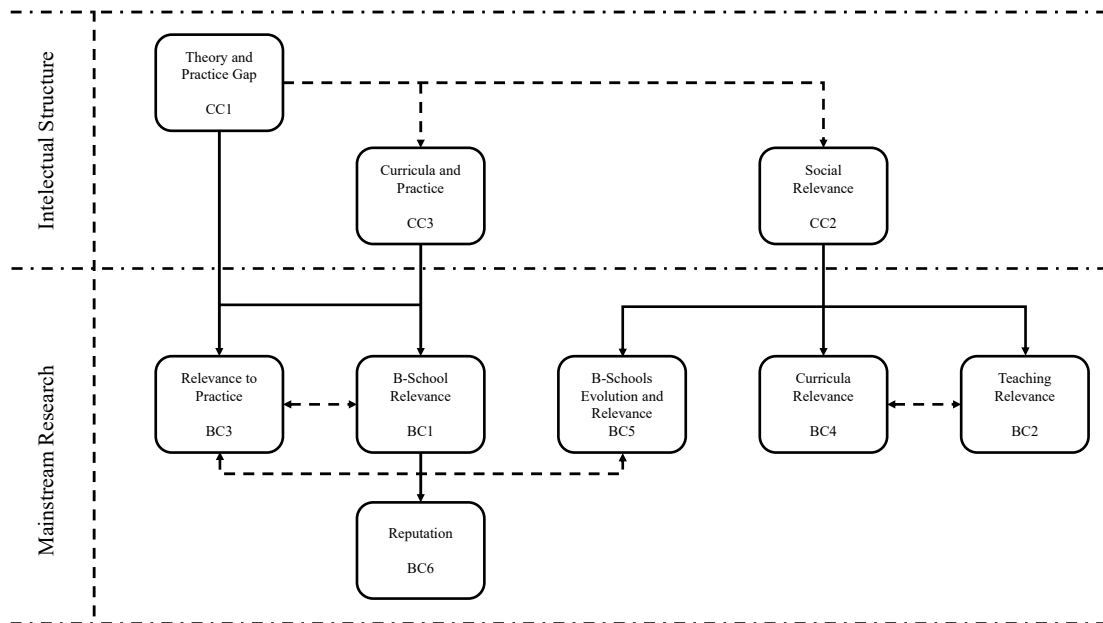 Intelectual Structure
Theory and
Practice Gap
CC1
Curricula and
Practice
CC3
Social
Relevance
CC2
Mainstream Research
Relevance to
Practice
BC3
B-School
Relevance
BC1
B-Schools
Evolution and
Relevance
BC5
Curricula
Relevance
BC4
Teaching
Relevance
BC2
Reputation
BC6